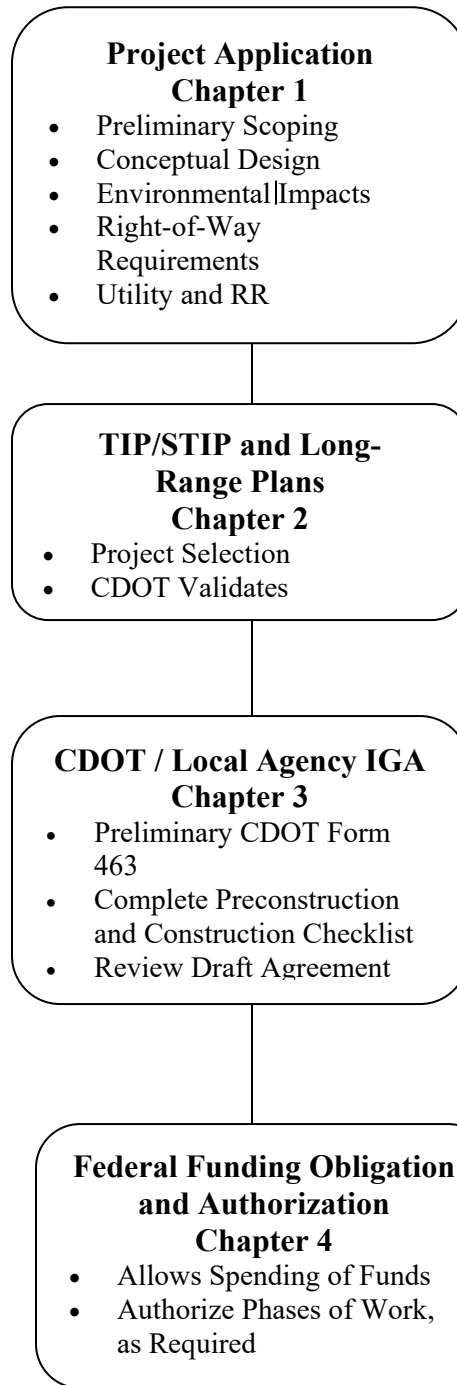 Project Application
Chapter 1
• Preliminary Scoping
• Conceptual Design
• Environmental Impacts
• Right-of-Way
Requirements
• Utility and RR
TIP/STIP and Long-
Range Plans
Chapter 2
• Project Selection
• CDOT Validates
CDOT / Local Agency IGA
Chapter 3
• Preliminary CDOT Form
463
• Complete Preconstruction
and Construction Checklist
• Review Draft Agreement
Federal Funding Obligation
and Authorization
Chapter 4
• Allows Spending of Funds
• Authorize Phases of Work,
as Required